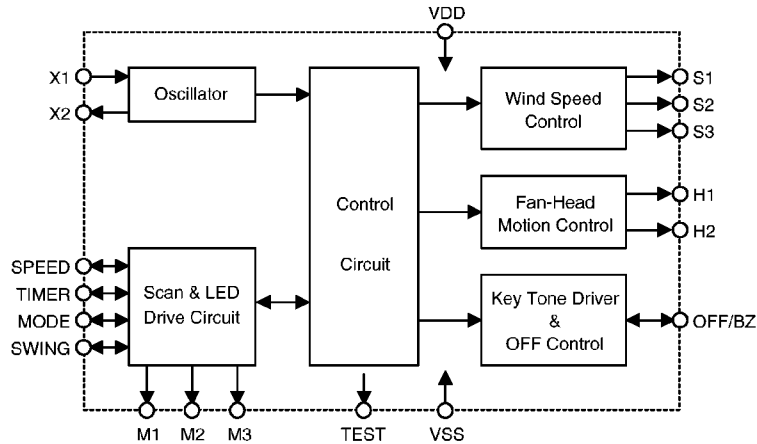 VDD
X1
X2
Oscillator
Wind Speed
Control
S1
S2
S3
Control
Circuit
Fan-Head
Motion Control
H1
H2
SPEED
TIMER
MODE
SWING
Scan & LED
Drive Circuit
Key Tone Driver
&
OFF Control
OFF/BZ
M1
M2
M3
TEST
VSS